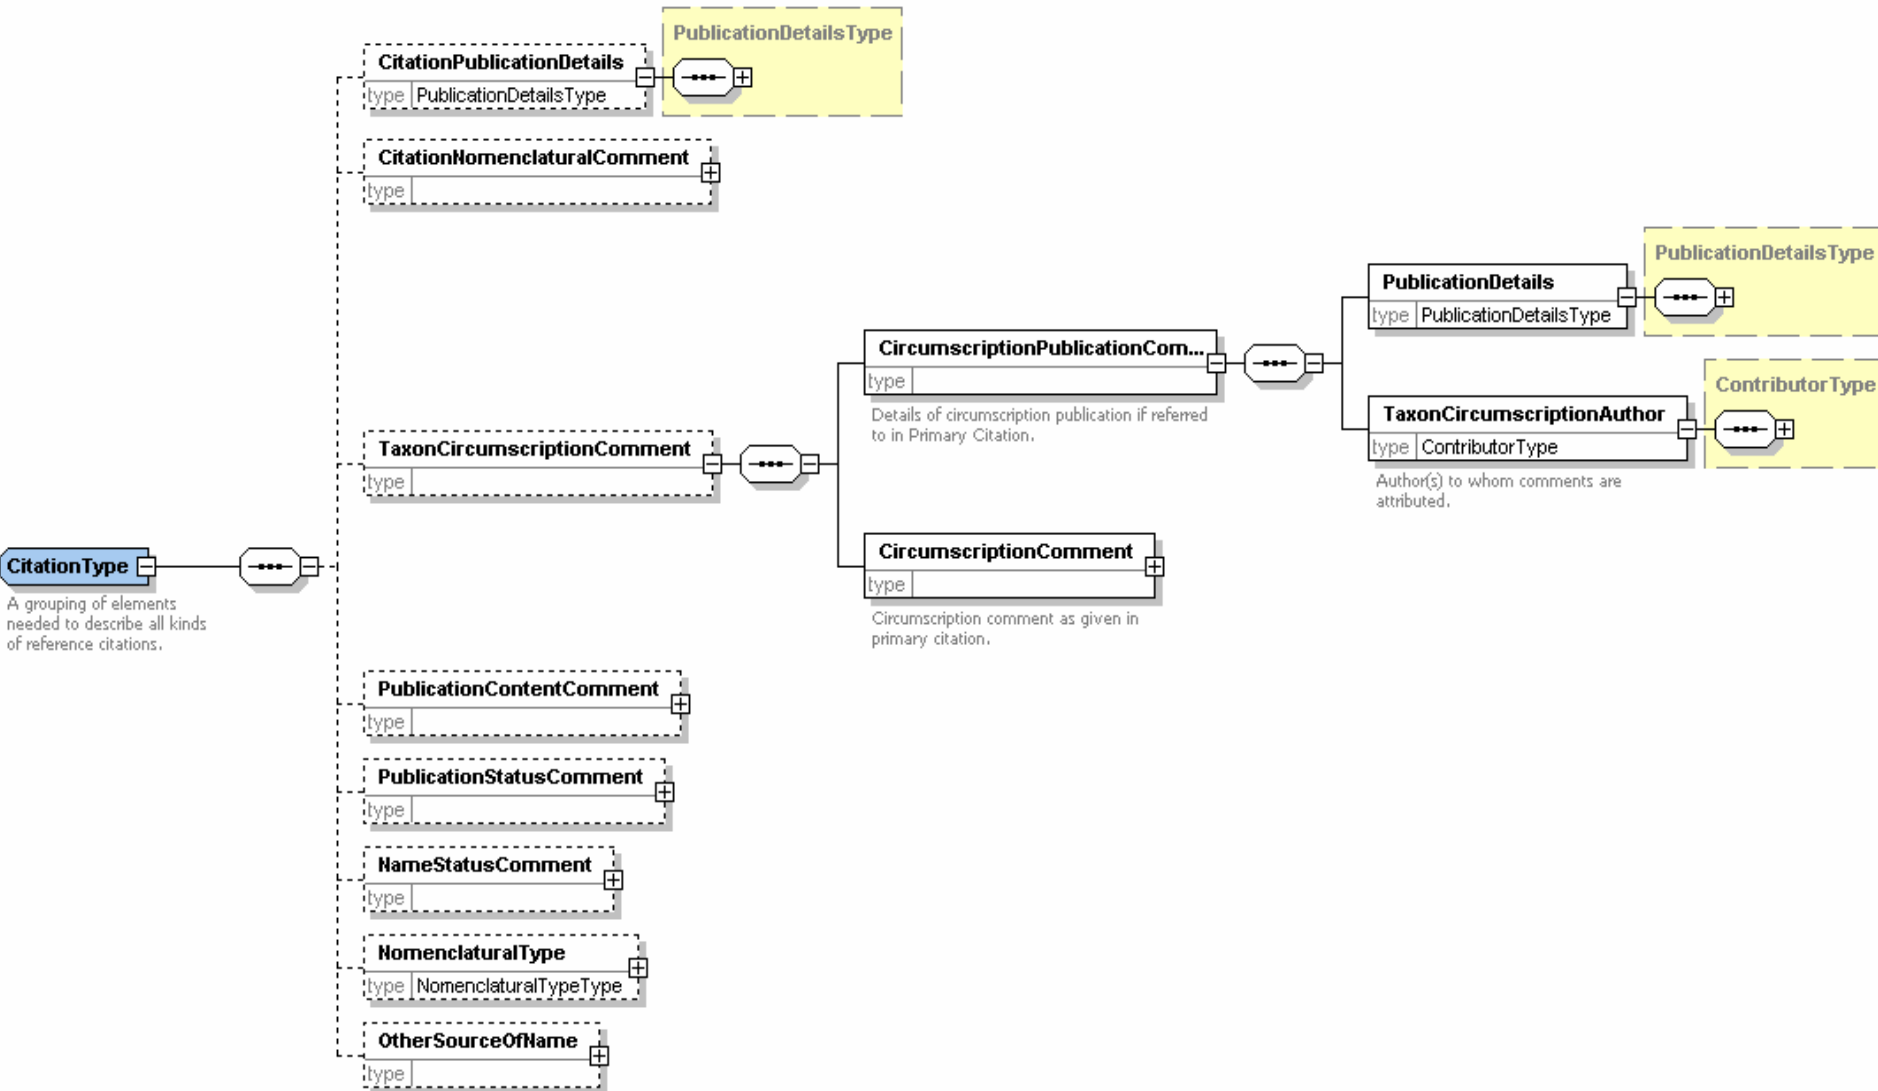 PublicationDetailsType
CitationPublicationDetails
type PublicationDetailsType
CitationNomenclaturalComment
type
PublicationDetailsType
PublicationDetails
type PublicationDetailsType
CircumscriptionPublicationCom...
type
Details of circumscription publication if referred
to in Primary Citation.
ContributorType
TaxonCircumscriptionAuthor
type ContributorType
Author(s) to whom comments are
attributed.
TaxonCircumscriptionComment
type
CircumscriptionComment
type
Circumscription comment as given in
primary citation.
CitationType
A grouping of elements
needed to describe all kinds
of reference citations.
PublicationContentComment
type
PublicationStatusComment
type
NameStatusComment
type
NomenclaturalType
type NomenclaturalTypeType
OtherSourceOfName
type